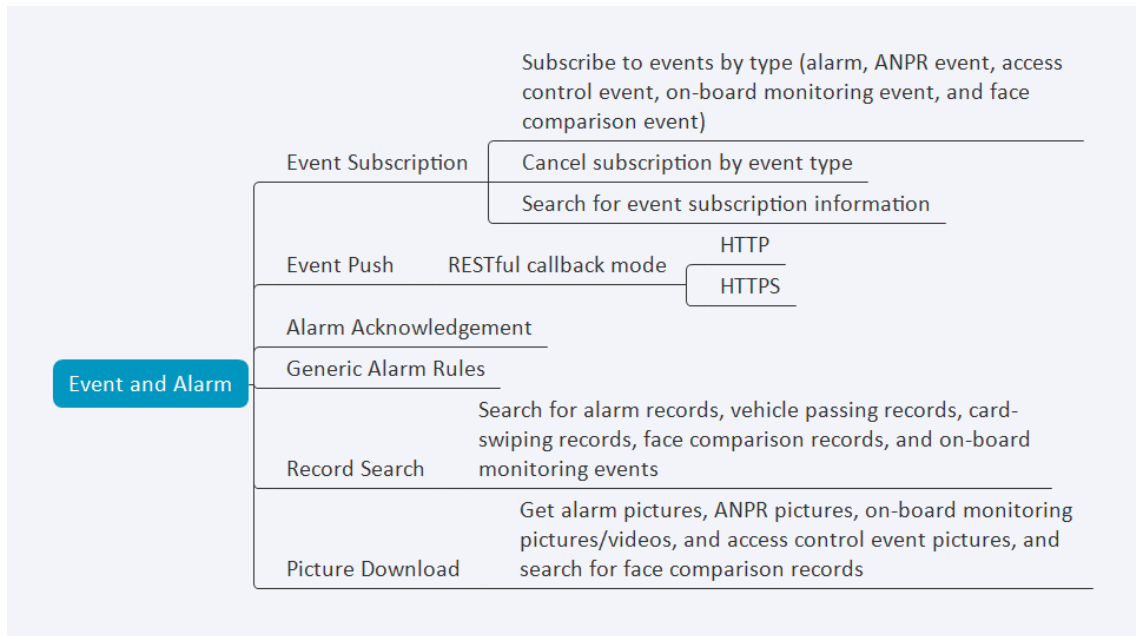 Subscribe to events by type (alarm, ANPR event, access
control event, on-board monitoring event, and face
comparison event)
Event Subscription
Cancel subscription by event type
Search for event subscription information
HTTP
Event Push
RESTful callback mode
HTTPS
Alarm Acknowledgement
Generic Alarm Rules
Event and Alarm
Search for alarm records, vehicle passing records, card-
swiping records, face comparison records, and on-board
Record Search
monitoring events
Get alarm pictures, ANPR pictures, on-board monitoring
pictures/videos, and access control event pictures, and
Picture Download
search for face comparison records